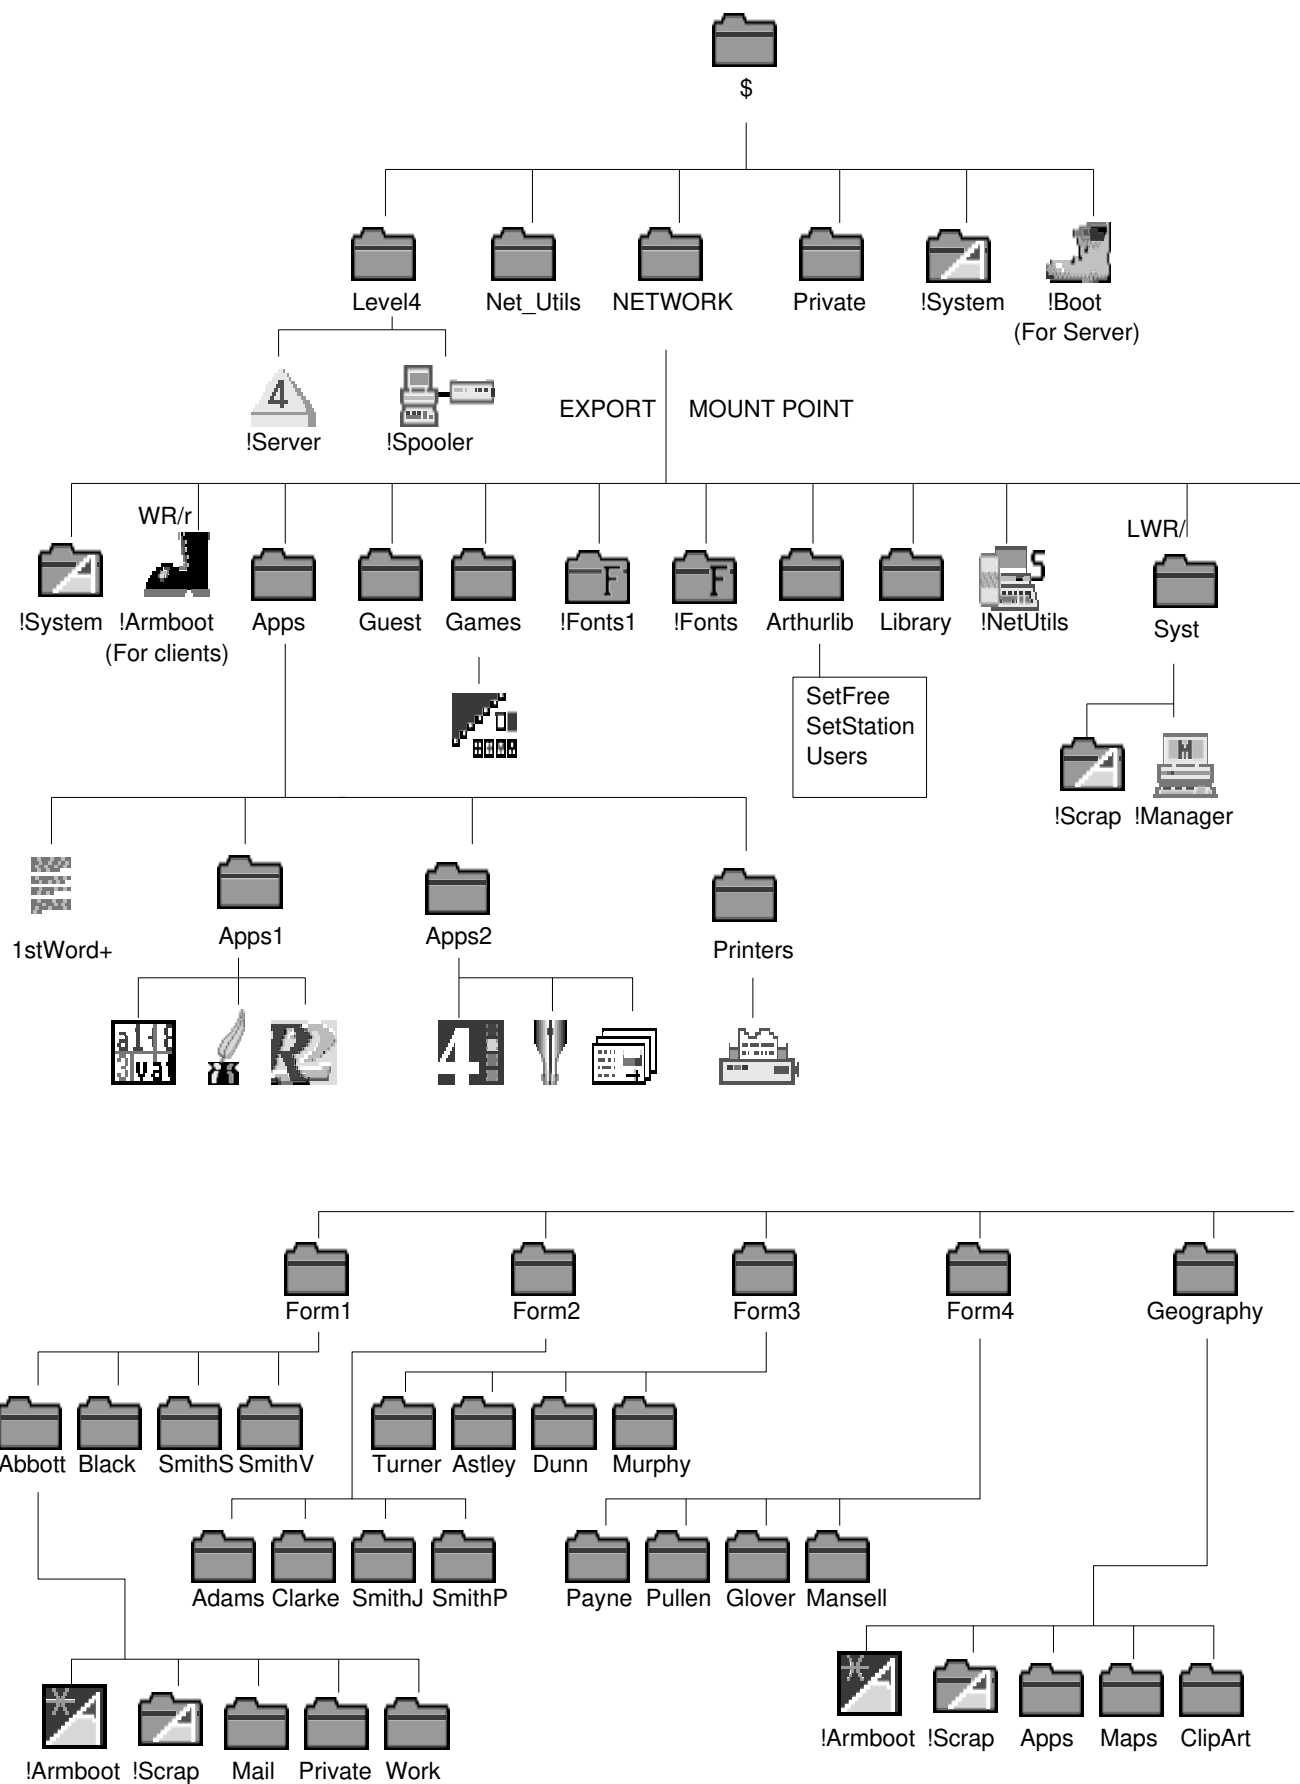 $
Level4 Net_Utils NETWORK Private !System !Boot
(For Server)
4
!Server !Spooler
EXPORT MOUNT POINT
WR/r
LWR/
!System !Armboot Apps Guest Games !Fonts1 !Fonts Arthurlib Library !NetUtils Syst
(For clients)
SetFree
SetStation
Users
M
!Scrap !Manager
1stWord+ Apps1 Apps2 Printers
4
Form1 Form2 Form3 Form4 Geography
Abbott Black SmithS SmithV Turner Astley Dunn Murphy
Adams Clarke SmithJ SmithP Payne Pullen Glover Mansell
!Armboot !Scrap Apps Maps ClipArt
!Armboot !Scrap Mail Private Work